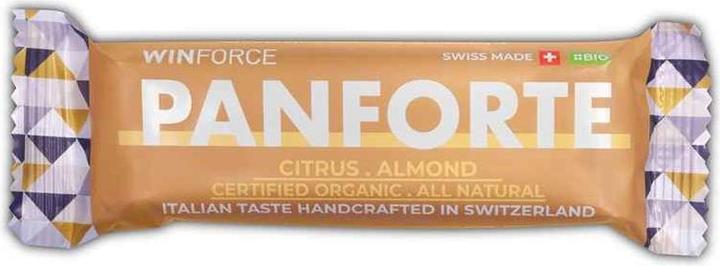 WINFORCE SWISS MADE BIO
PANFORTE
CITRUS . ALMOND
CERTIFIED ORGANIC . ALL NATURAL
ITALIAN TASTE HANDCRAFTED IN SWITZERLAND